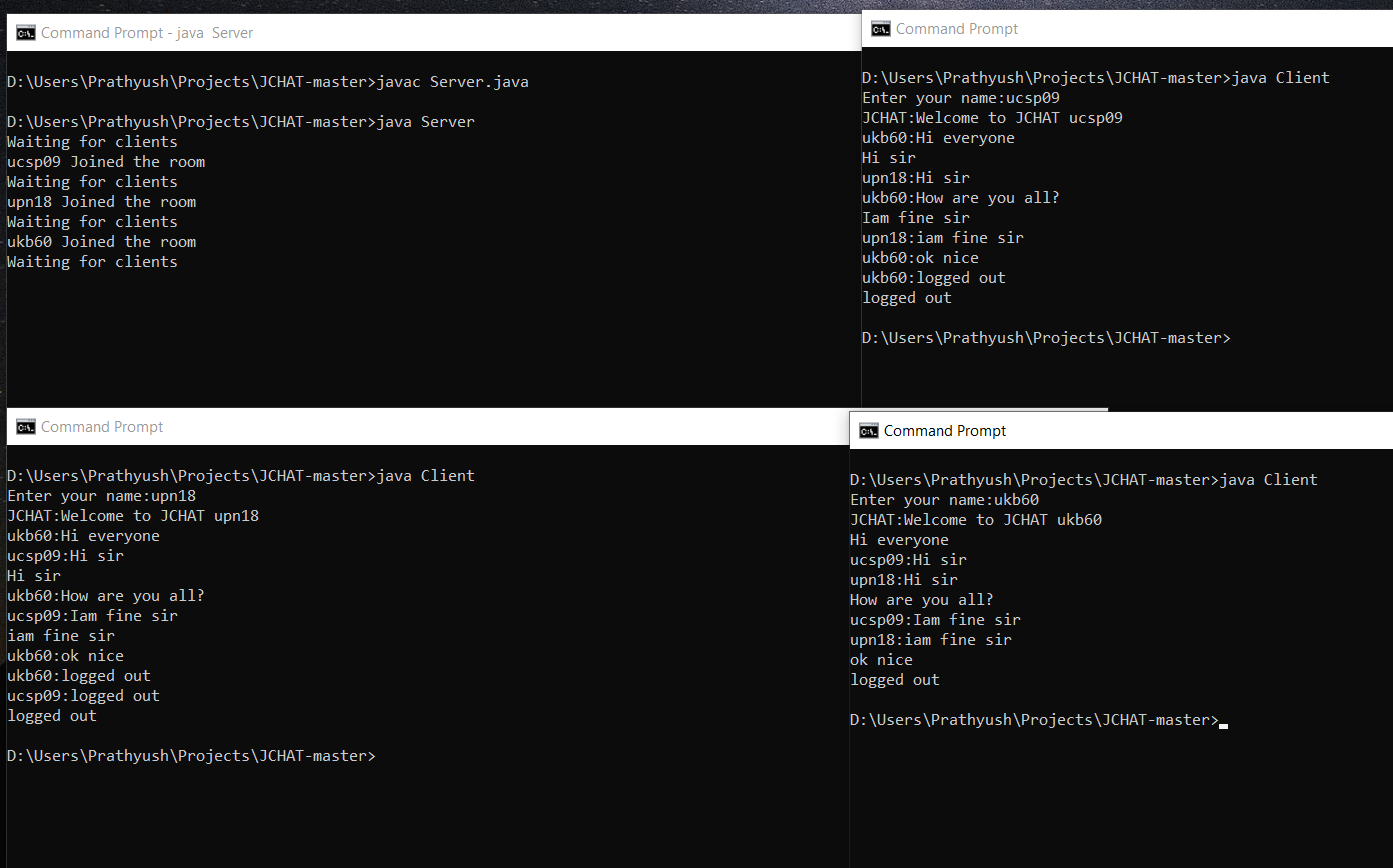 Command Prompt - java  Server
D:\Users\Prathyush\Projects\JCHAT-master>javac Server.java
D:\Users\Prathyush\Projects\JCHAT-master>java Server
Waiting for clients
ucsp09 Joined the room
Waiting for clients
upn18 Joined the room
Waiting for clients
ukb60 Joined the room
Waiting for clients
Command Prompt
D:\Users\Prathyush\Projects\JCHAT-master>java Client
Enter your name:ucsp09
JCHAT:Welcome to JCHAT ucsp09
ukb60:Hi everyone
Hi sir
upn18:Hi sir
ukb60:How are you all?
Iam fine sir
upn18:iam fine sir
ukb60:ok nice
ukb60:logged out
logged out
D:\Users\Prathyush\Projects\JCHAT-master>
Command Prompt
D:\Users\Prathyush\Projects\JCHAT-master>java Client
Enter your name:upn18
JCHAT:Welcome to JCHAT upn18
ukb60:Hi everyone
ucsp09:Hi sir
Hi sir
ukb60:How are you all?
ucsp09:Iam fine sir
iam fine sir
ukb60:ok nice
ukb60:logged out
ucsp09:logged out
logged out
D:\Users\Prathyush\Projects\JCHAT-master>
Command Prompt
D:\Users\Prathyush\Projects\JCHAT-master>java Client
Enter your name:ukb60
JCHAT:Welcome to JCHAT ukb60
Hi everyone
ucsp09:Hi sir
upn18:Hi sir
How are you all?
ucsp09:Iam fine sir
upn18:iam fine sir
ok nice
logged out
D:\Users\Prathyush\Projects\JCHAT-master>